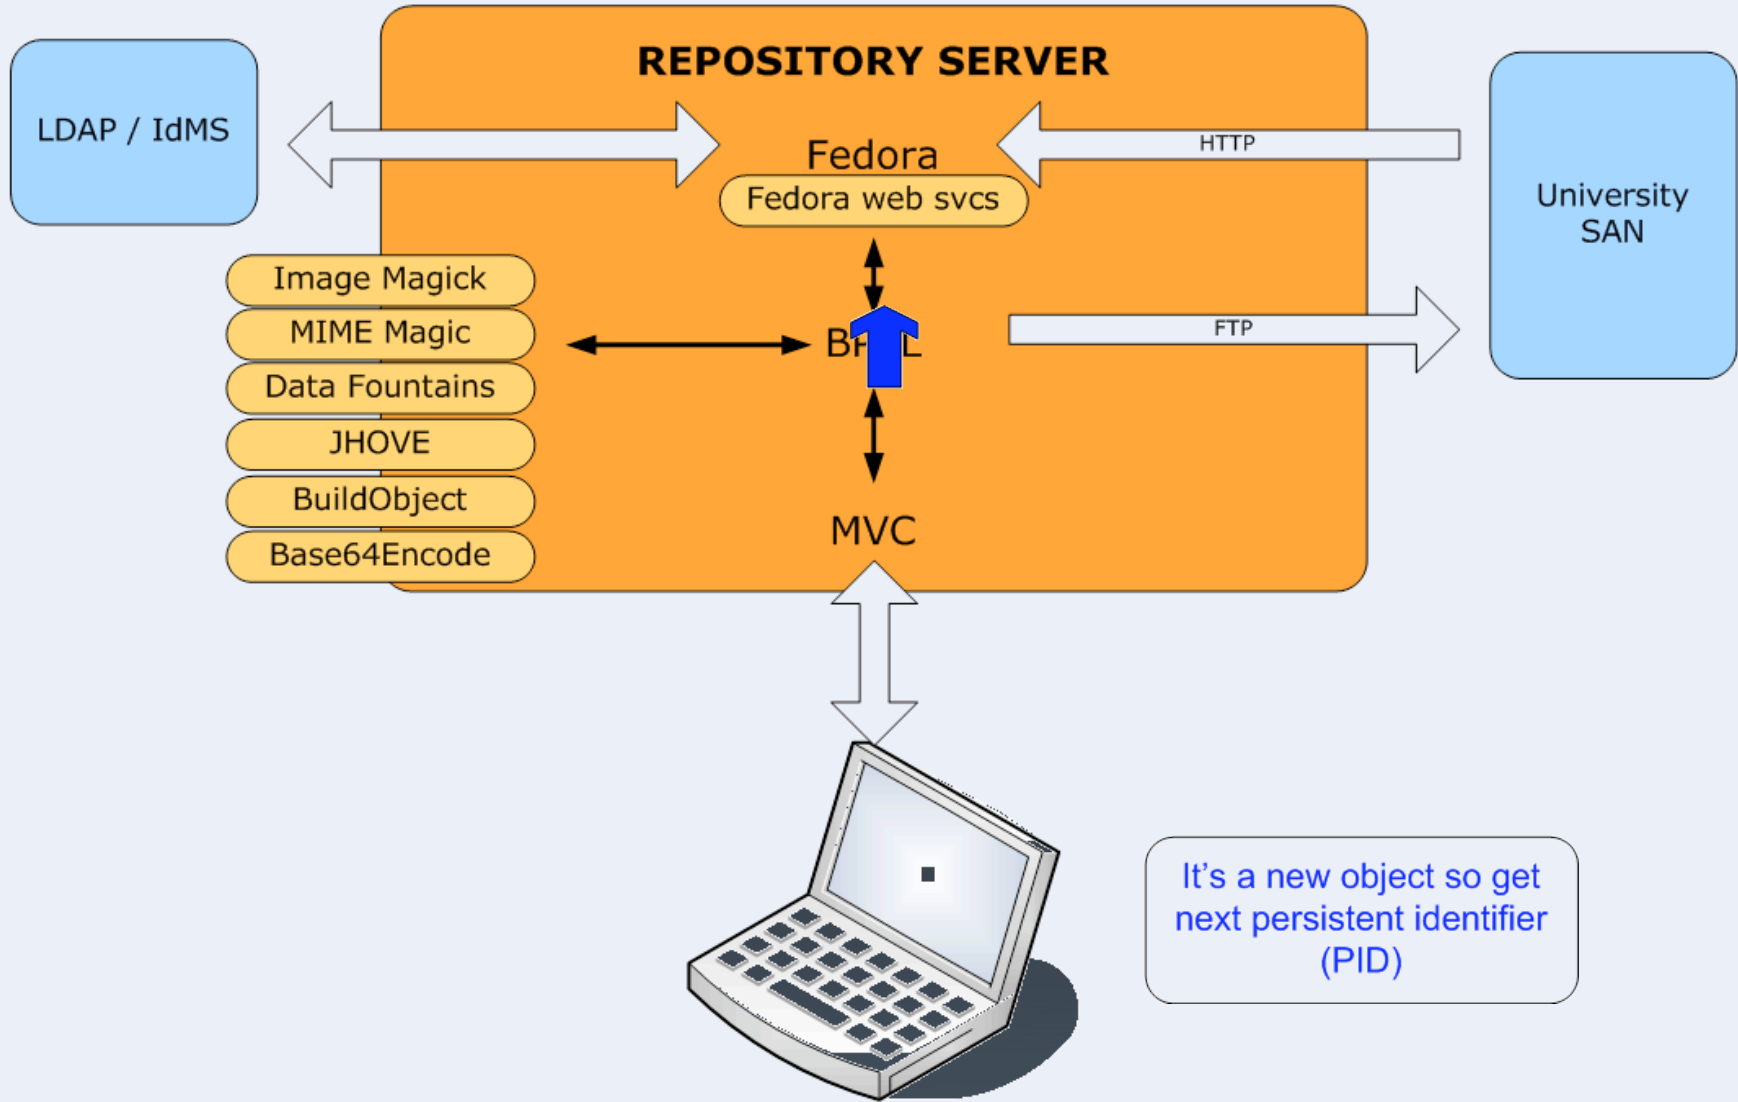 REPOSITORY SERVER
LDAP / IdMS
HTTP
Fedora
Fedora web svcs
University
SAN
Image Magick
MIME Magic
FTP
Data Fountains
JHOVE
BuildObject
MVC
Base64Encode
It's a new object so get
next persistent identifier
(PID)